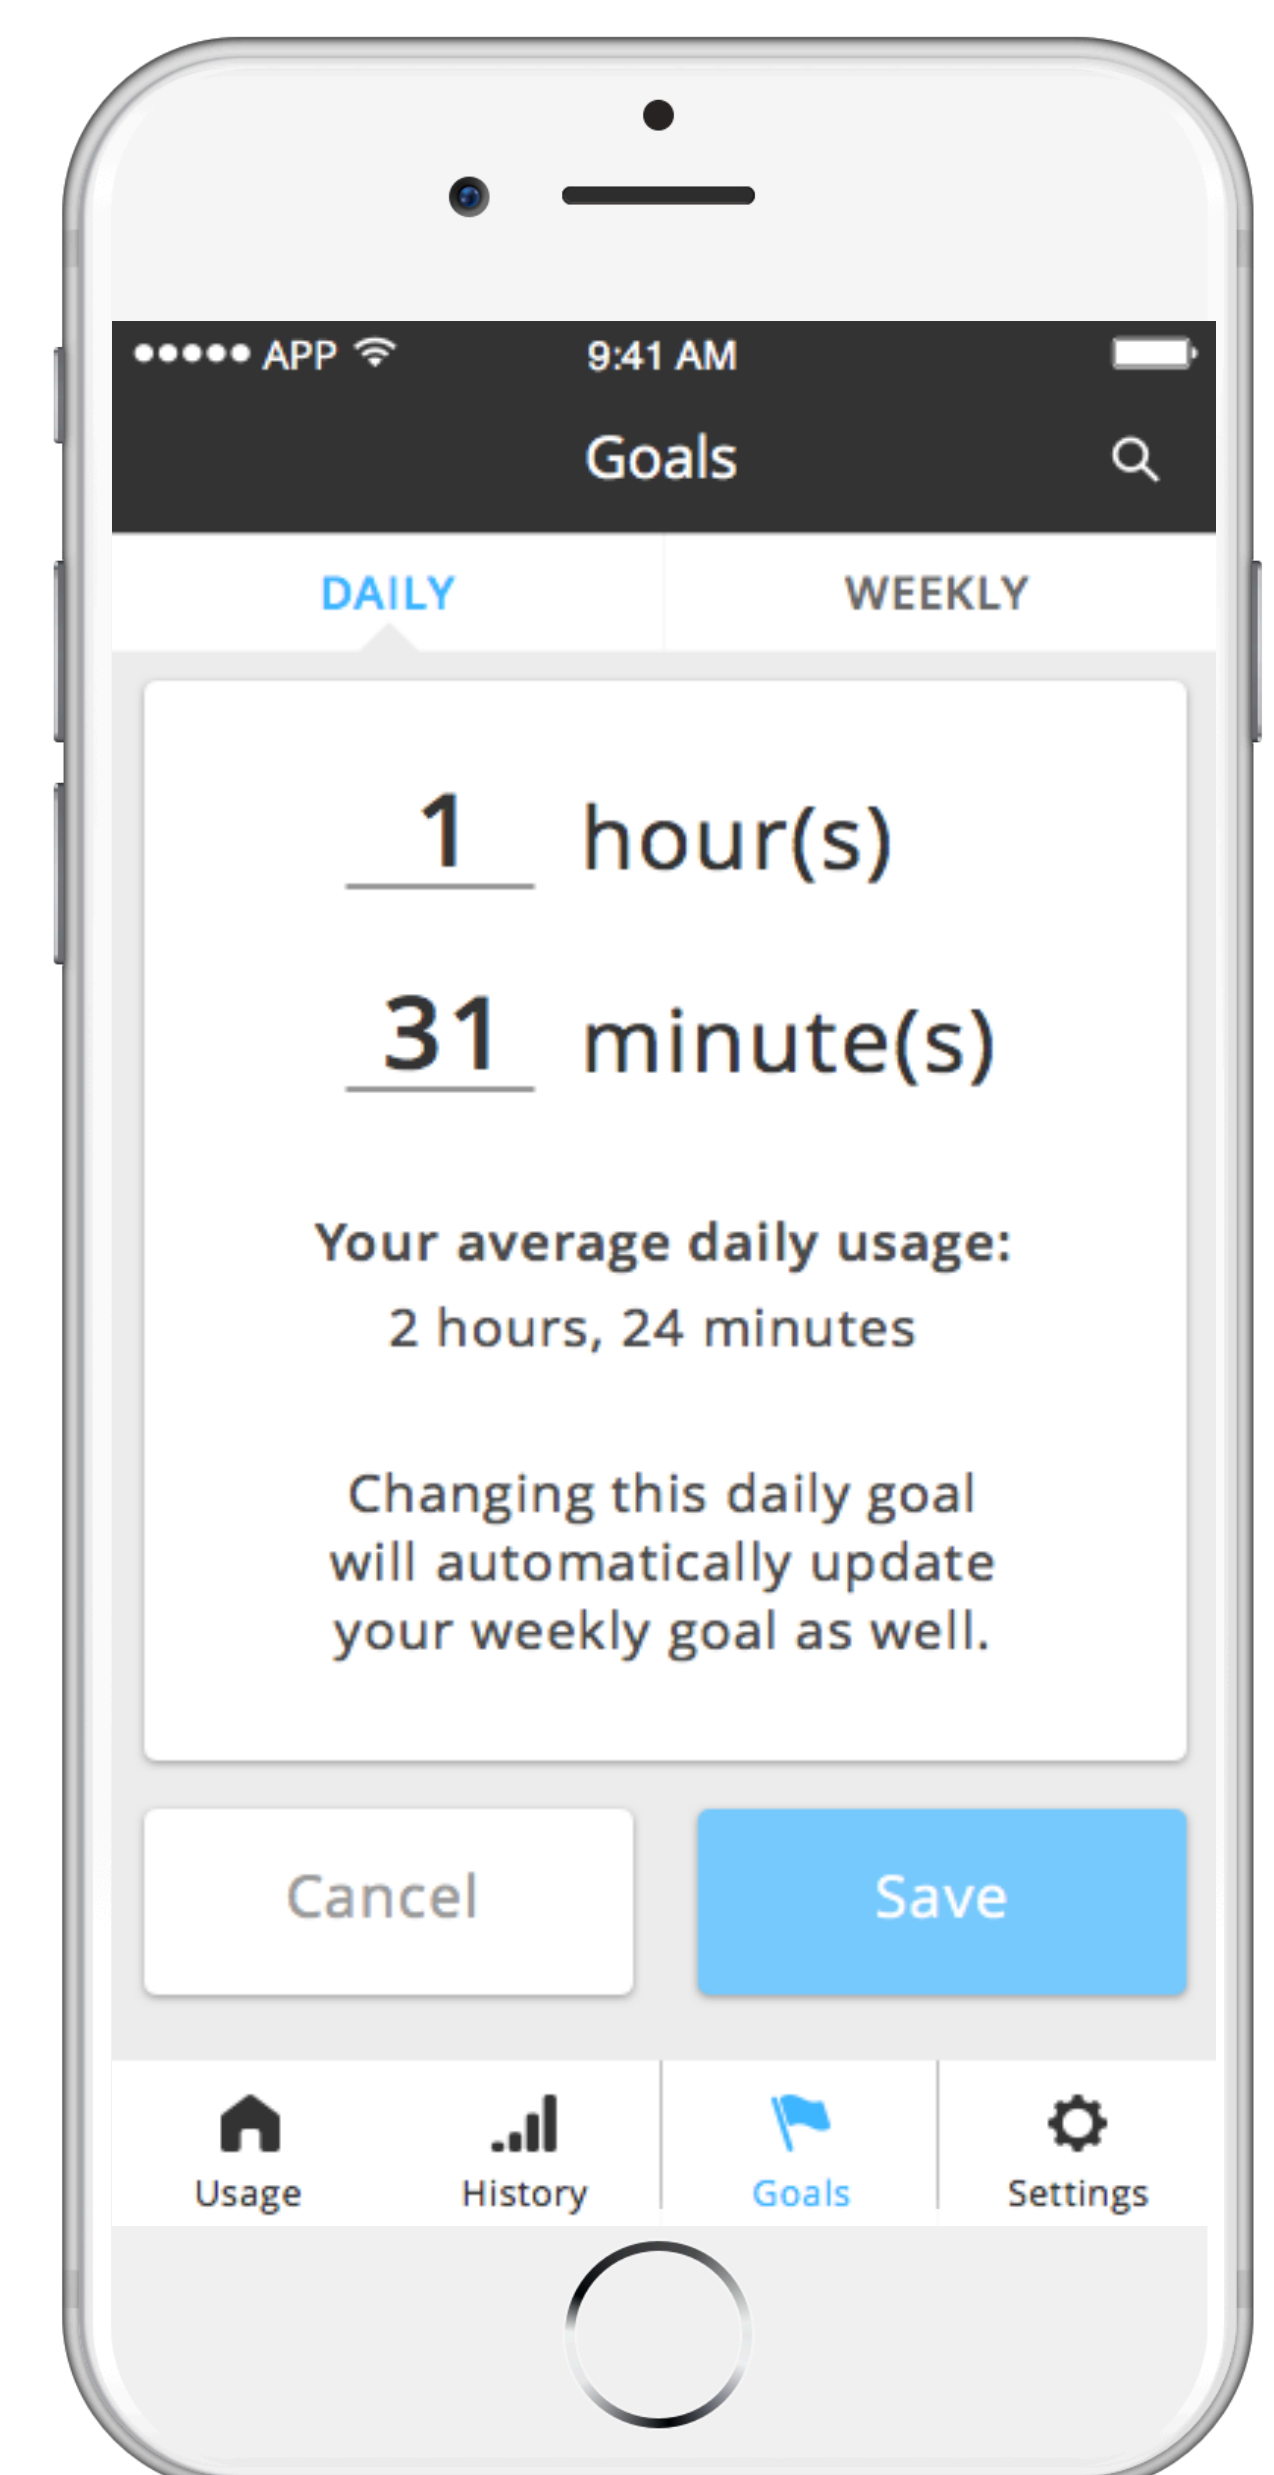 APP 9:41 AM
Goals
DAILY WEEKLY
1 hour(s)
31 minute(s)
Your average daily usage:
2 hours, 24 minutes
Changing this daily goal
will automatically update
your weekly goal as well.
Cancel Save
Usage History Goals Settings